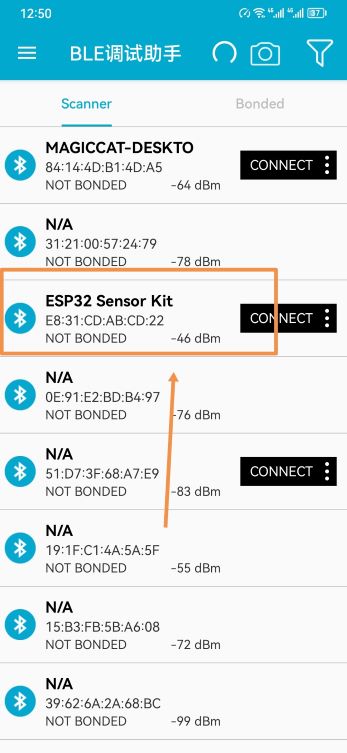 12:50
87
BLE调试助手
Scanner Bonded
MAGICCAT-DESKTO
84:14:4D:B1:4D:A5
NOT BONDED -64 dBm
CONNECT
N/A
31:21:00:57:24:79
NOT BONDED -78 dBm
ESP32 Sensor Kit
E8:31:CD:AB:CD:22
NOT BONDED -46 dBm
CONNECT
N/A
0E:91:E2:BD:B4:97
NOT BONDED -76 dBm
N/A
51:D7:3F:68:A7:E9
NOT BONDED -83 dBm
CONNECT
N/A
19:1F:C1:4A:5A:5F
NOT BONDED -55 dBm
N/A
15:B3:FB:5B:A6:08
NOT BONDED -72 dBm
N/A
39:62:6A:2A:68:BC
NOT BONDED -99 dBm